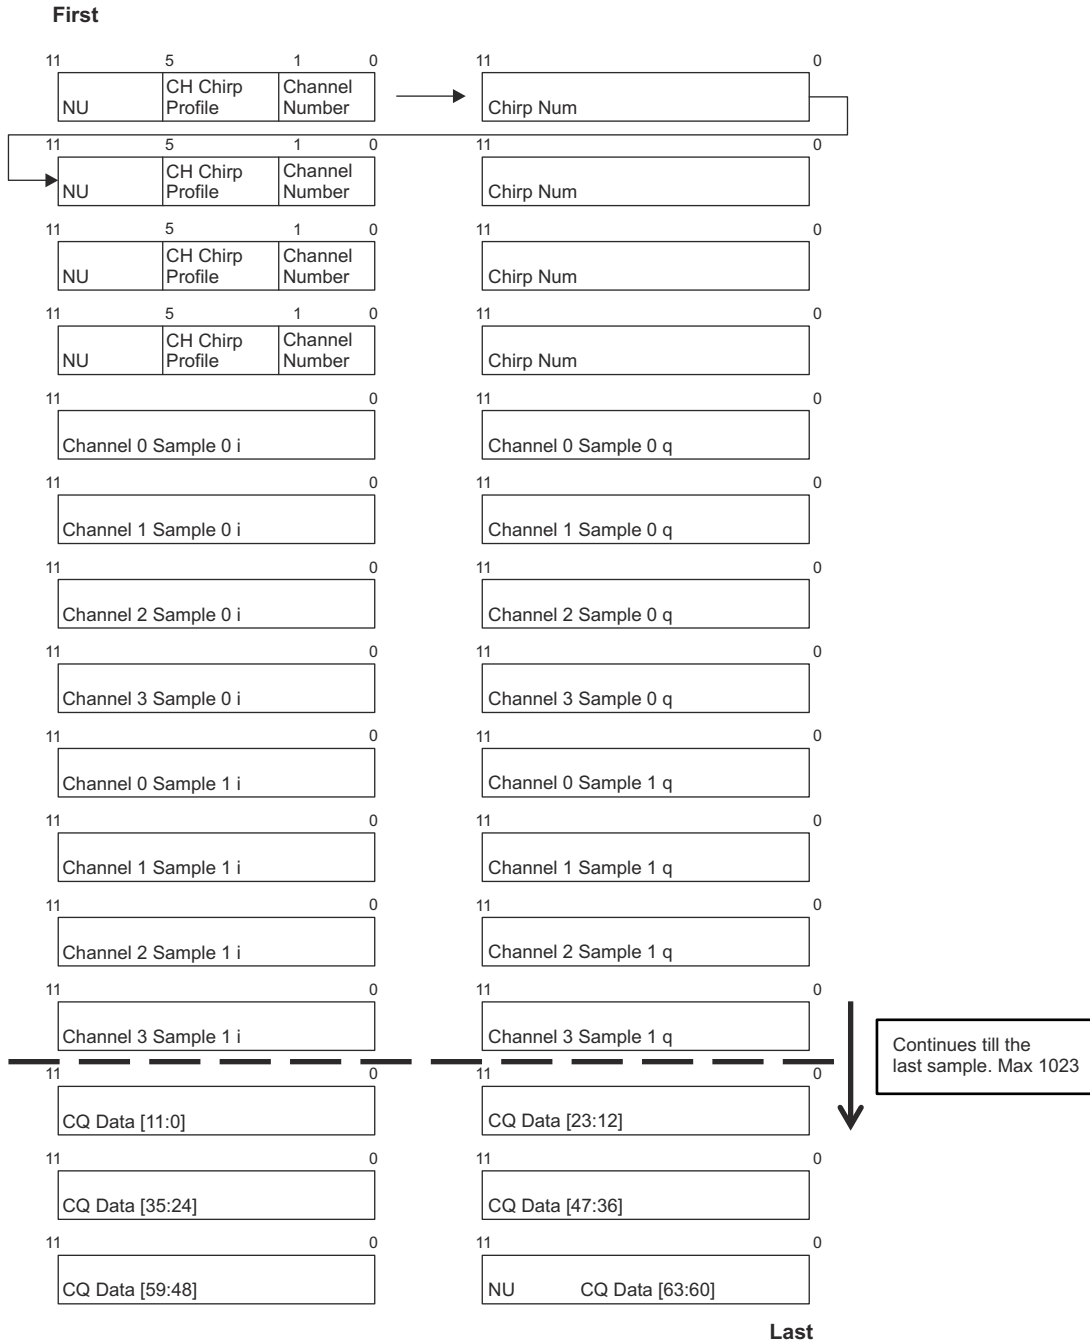 First
11 5 1 0 11 0
NU CH Chirp Profile Channel Number Chirp Num
11 5 1 0 11 0
NU CH Chirp Profile Channel Number Chirp Num
11 5 1 0 11 0
NU CH Chirp Profile Channel Number Chirp Num
11 5 1 0 11 0
NU CH Chirp Profile Channel Number Chirp Num
11 0 11 0
Channel 0 Sample 0 i Channel 0 Sample 0 q
11 0 11 0
Channel 1 Sample 0 i Channel 1 Sample 0 q
11 0 11 0
Channel 2 Sample 0 i Channel 2 Sample 0 q
11 0 11 0
Channel 3 Sample 0 i Channel 3 Sample 0 q
11 0 11 0
Channel 0 Sample 1 i Channel 0 Sample 1 q
11 0 11 0
Channel 1 Sample 1 i Channel 1 Sample 1 q
11 0 11 0
Channel 2 Sample 1 i Channel 2 Sample 1 q
11 0 11 0
Channel 3 Sample 1 i Channel 3 Sample 1 q
Continues till the
last sample. Max 1023
11 0 11 0
CQ Data [11:0] CQ Data [23:12]
11 0 11 0
CQ Data [35:24] CQ Data [47:36]
11 0 11 0
CQ Data [59:48] NU CQ Data [63:60]
Last